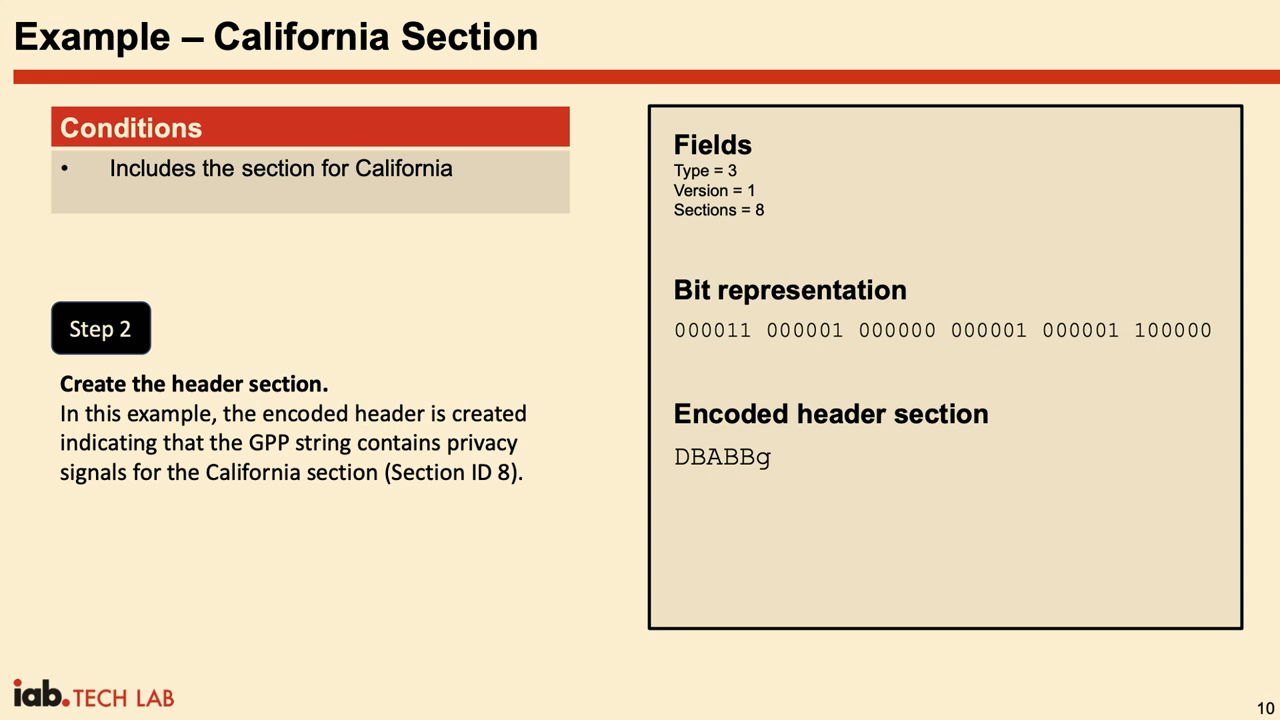 Example – California Section
Conditions
• Includes the section for California
Step 2
Create the header section.
In this example, the encoded header is created
indicating that the GPP string contains privacy
signals for the California section (Section ID 8).
Fields
Type = 3
Version = 1
Sections = 8
Bit representation
000011 000001 000000 000001 000001 100000
Encoded header section
DBABBg
iab.TECH LAB
10